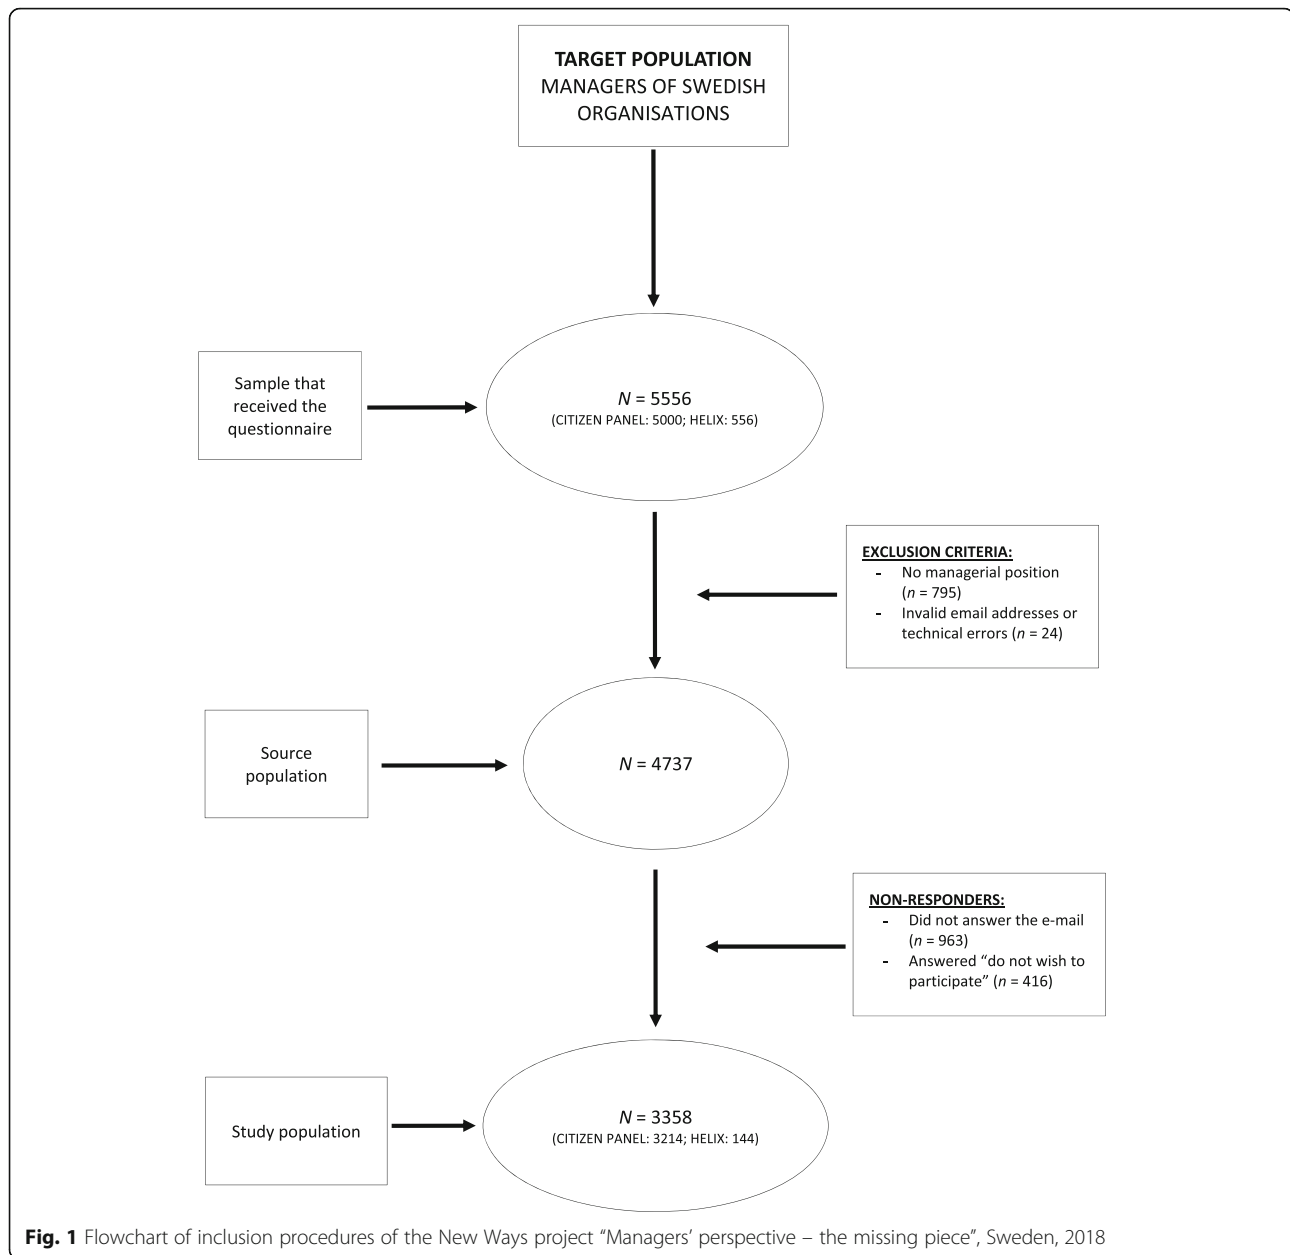 TARGET POPULATION
MANAGERS OF SWEDISH
ORGANISATIONS
Sample that
received the
questionnaire
N = 5556
(CITIZEN PANEL: 5000; HELIX: 556)
EXCLUSION CRITERIA:
- No managerial position
(n = 795)
- Invalid email addresses or
technical errors (n = 24)
Source
population
N = 4737
NON-RESPONDERS:
- Did not answer the e-mail
(n = 963)
- Answered “do not wish to
participate” (n = 416)
Study population
N = 3358
(CITIZEN PANEL: 3214; HELIX: 144)
Fig. 1 Flowchart of inclusion procedures of the New Ways project “Managers’ perspective – the missing piece”, Sweden, 2018